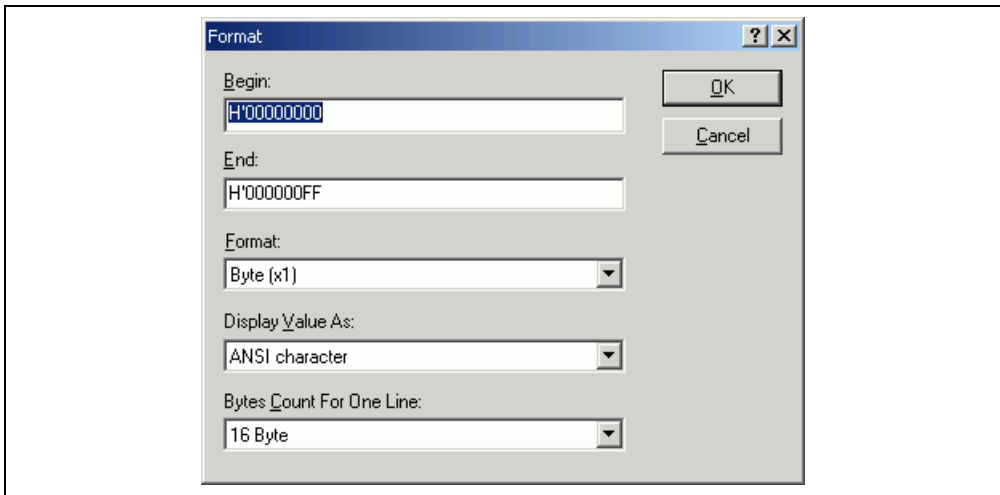 Format
Begin:
OK
H'00000000
Cancel
End:
H'000000FF
Format:
Byte (x1)
Display Value As:
ANSI character
Bytes Count For One Line:
16 Byte